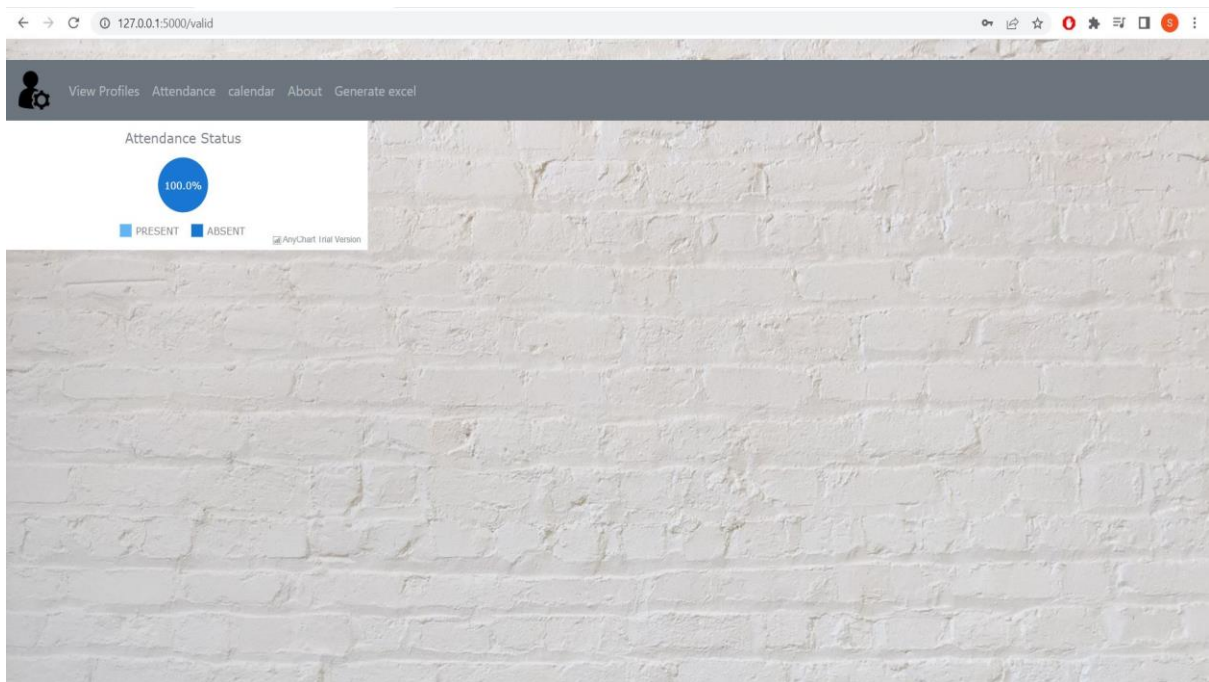 127.0.0.1:5000/valid
S
View Profiles Attendance calendar About Generate excel
Attendance Status
100.0%
PRESENT ABSENT
AnyChart Trial Version